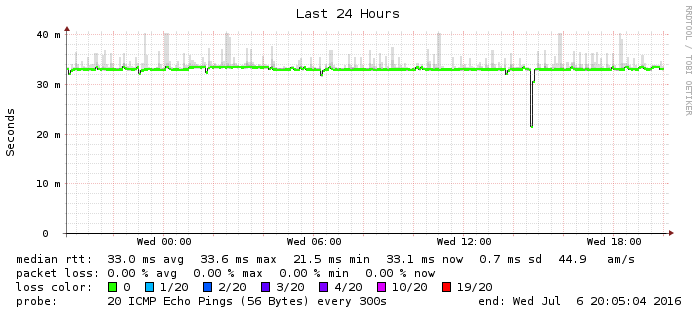 Last 24 Hours
RRDTOOL / TOBI OETIKER
Seconds
40 m
30 m
20 m
10 m
0
Wed 00:00 Wed 06:00 Wed 12:00 Wed 18:00
median rtt: 33.0 ms avg 33.6 ms max 21.5 ms min 33.1 ms now 0.7 ms sd 44.9 am/s
packet loss: 0.00 % avg 0.00 % max 0.00 % min 0.00 % now
loss color: 0 1/20 2/20 3/20 4/20 10/20 19/20
probe: 20 ICMP Echo Pings (56 Bytes) every 300s end: Wed Jul 6 20:05:04 2016